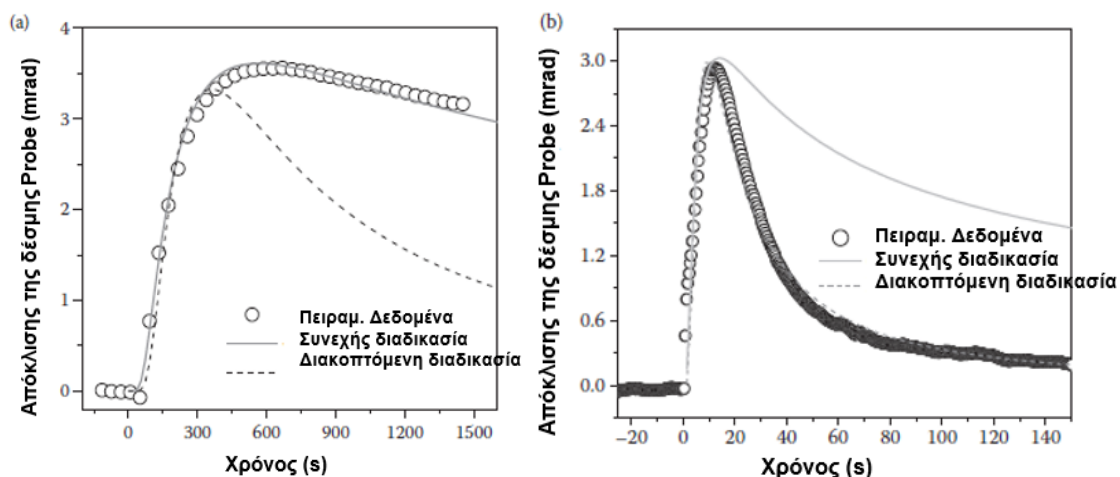 (a)
4
3
2
1
0
0
300
600
900
1200
1500
Απόκλισης της δέσμης Probe (mrad)
Χρόνος (s)
Πειραμ. Δεδομένα
Συνεχής διαδικασία
Διακοπτόμενη διαδικασία
(b)
3.0
2.4
1.8
1.2
0.6
0.0
−20
0
20
40
60
80
100
120
140
Απόκλισης της δέσμης Probe (mrad)
Χρόνος (s)
Πειραμ. Δεδομένα
Συνεχής διαδικασία
Διακοπτόμενη διαδικασία